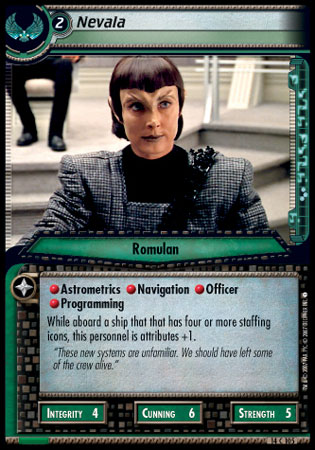 2 Nevala
Romulan
Astrometrics Navigation Officer
Programming
While aboard a ship that that has four or more staffing
icons, this personnel is attributes +1.
"These new systems are unfamiliar. We should have left some
of the crew alive."
INTEGRITY 4 CUNNING 6 STRENGTH 5
14 C 105